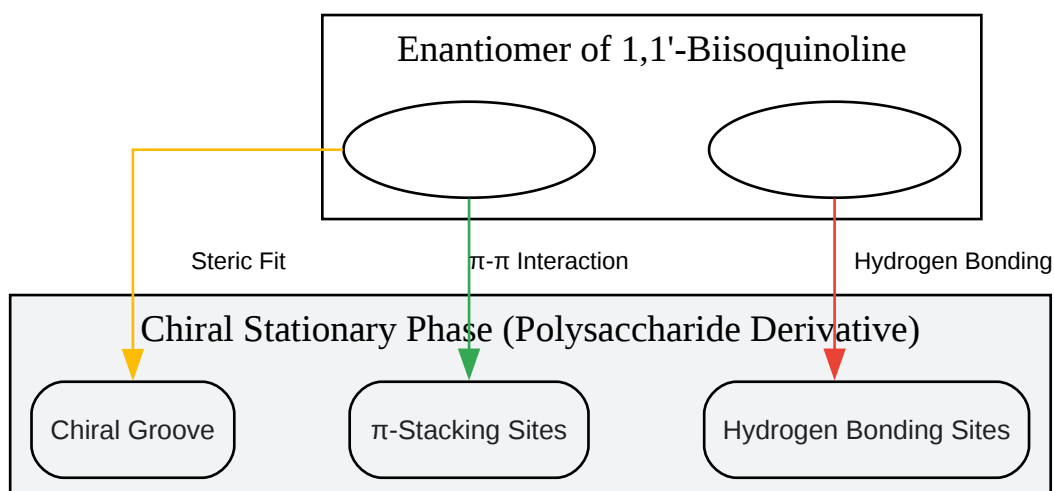 Enantiomer of 1,1'-Biisoquinoline
Steric Fit
π-π Interaction
Hydrogen Bonding
Chiral Stationary Phase (Polysaccharide Derivative)
Chiral Groove
π-Stacking Sites
Hydrogen Bonding Sites